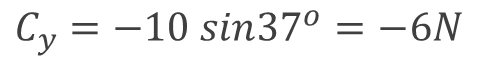 C_y = −10 sin37^o = −6N